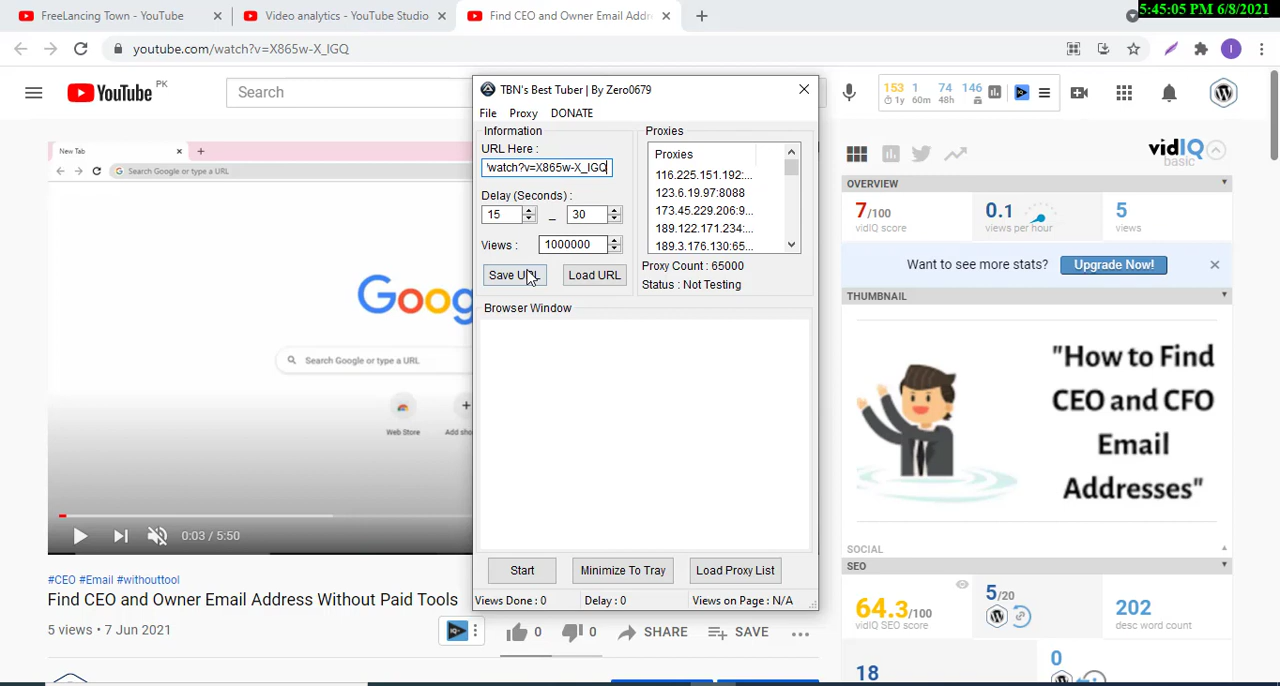 FreeLancing Town - YouTube
Video analytics - YouTube Studio
Find CEO and Owner Email Addr
5:45:05 PM 6/8/2021
youtube.com/watch?v=X865w-X_IGQ
I
YouTube PK
Search
153 1 74 146
1y 60m 48h
TBN's Best Tuber | By Zero0679
File Proxy DONATE
Information
URL Here :
watch?v=X865w-X_IGQ
Delay (Seconds) :
15 _ 30
Views : 1000000
Save URL
Load URL
Proxies
Proxies
116.225.151.192:...
123.6.19.97:8088
173.45.229.206:9...
189.122.171.234:...
189.3.176.130:65...
Proxy Count : 65000
Status : Not Testing
Browser Window
Start
Minimize To Tray
Load Proxy List
Views Done : 0
Delay : 0
Views on Page : N/A
New Tab
Search Google or type a URL
Goog
Search Google or type a URL
Web Store
Add sho
0:03 / 5:50
#CEO #Email #withouttool
Find CEO and Owner Email Address Without Paid Tools
5 views • 7 Jun 2021
0
0
SHARE
SAVE
vidIQ
basic
OVERVIEW
7/100
vidIQ score
0.1
views per hour
5
views
Want to see more stats?
Upgrade Now!
THUMBNAIL
"How to Find
CEO and CFO
Email
Addresses"
SOCIAL
SEO
64.3/100
vidIQ SEO score
5/20
202
desc word count
18
0